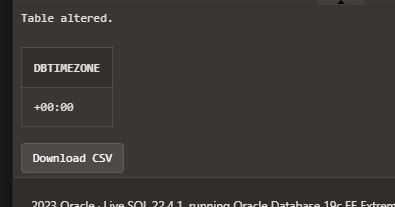 Table altered.
DBTIMEZONE
+00:00
Download CSV
2023 Oracle · Live SQL 22.4.1, running Oracle Database 19c EE Extrem